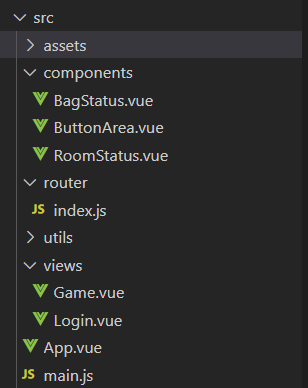 src
assets
components
BagStatus.vue
ButtonArea.vue
RoomStatus.vue
router
JS index.js
utils
views
Game.vue
Login.vue
App.vue
JS main.js